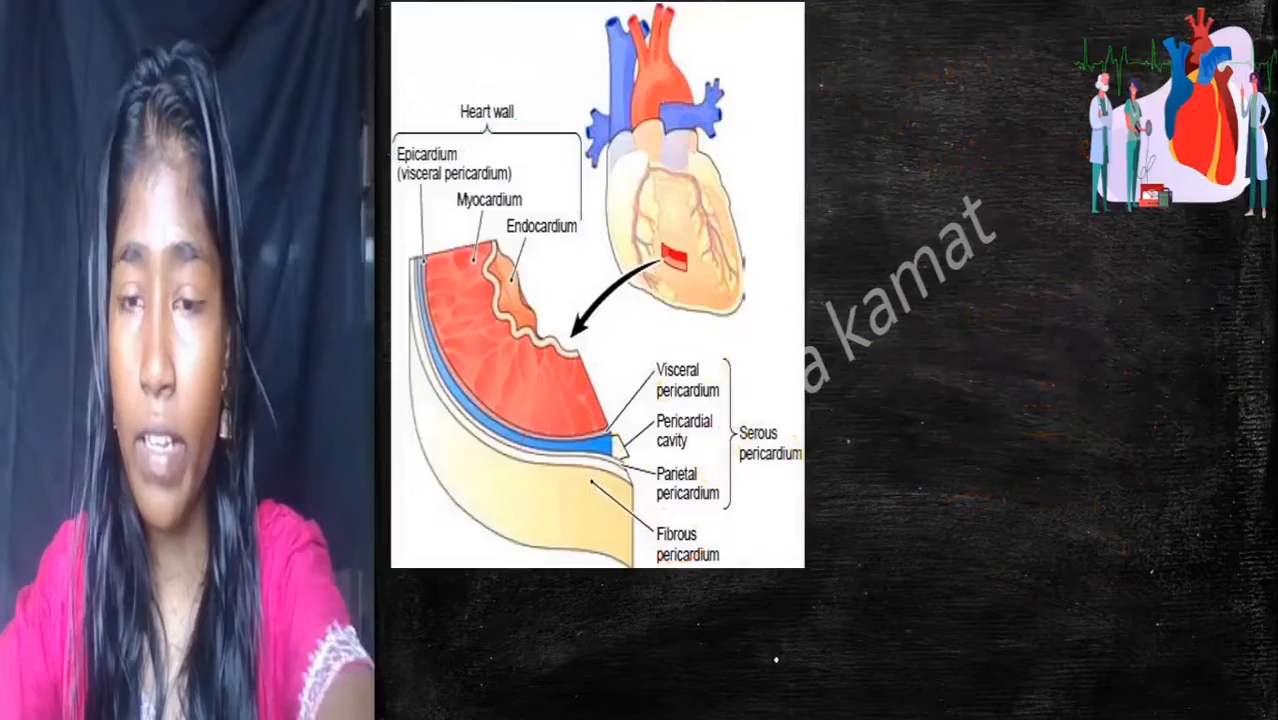 Heart wall
Epicardium
(visceral pericardium)
Myocardium
Endocardium
Visceral
pericardium
Pericardial
cavity
Serous
pericardium
Parietal
pericardium
Fibrous
pericardium
a kamat